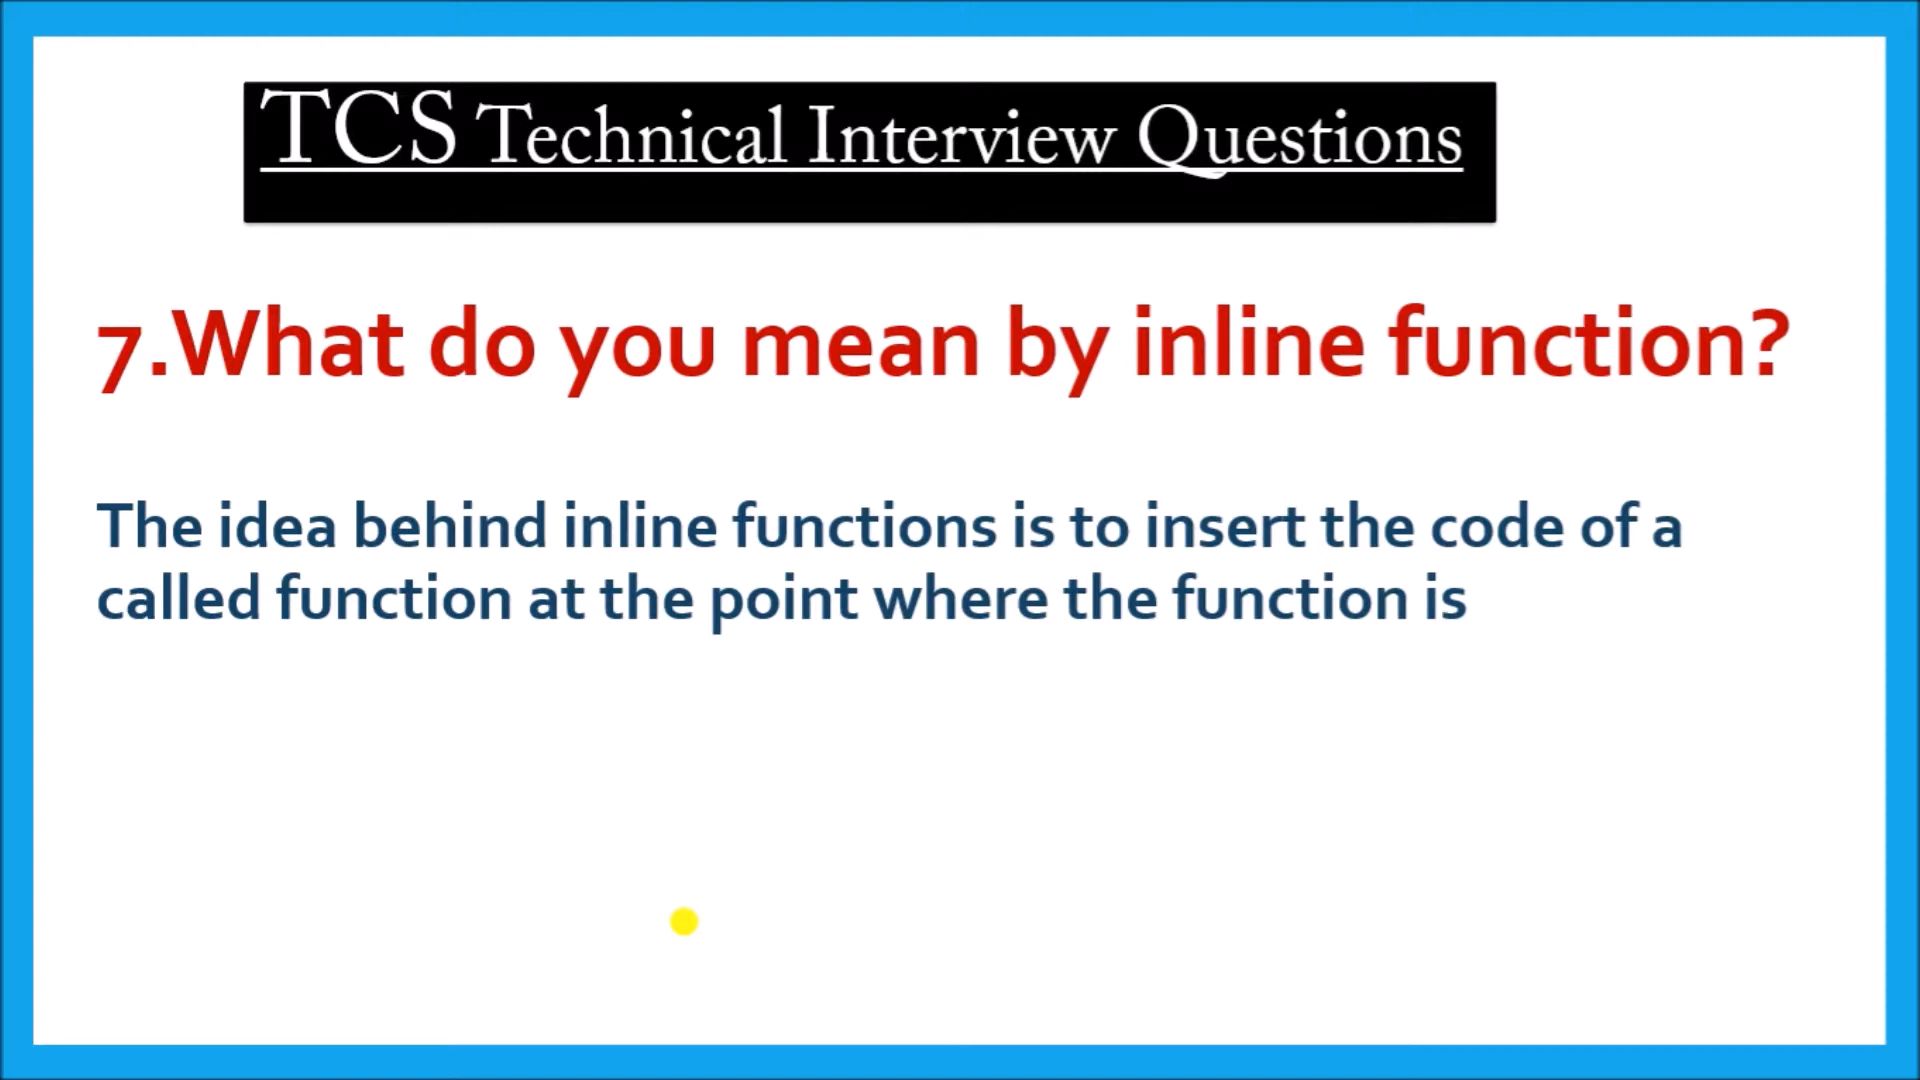 TCS Technical Interview Questions
7.What do you mean by inline function?
The idea behind inline functions is to insert the code of a
called function at the point where the function is